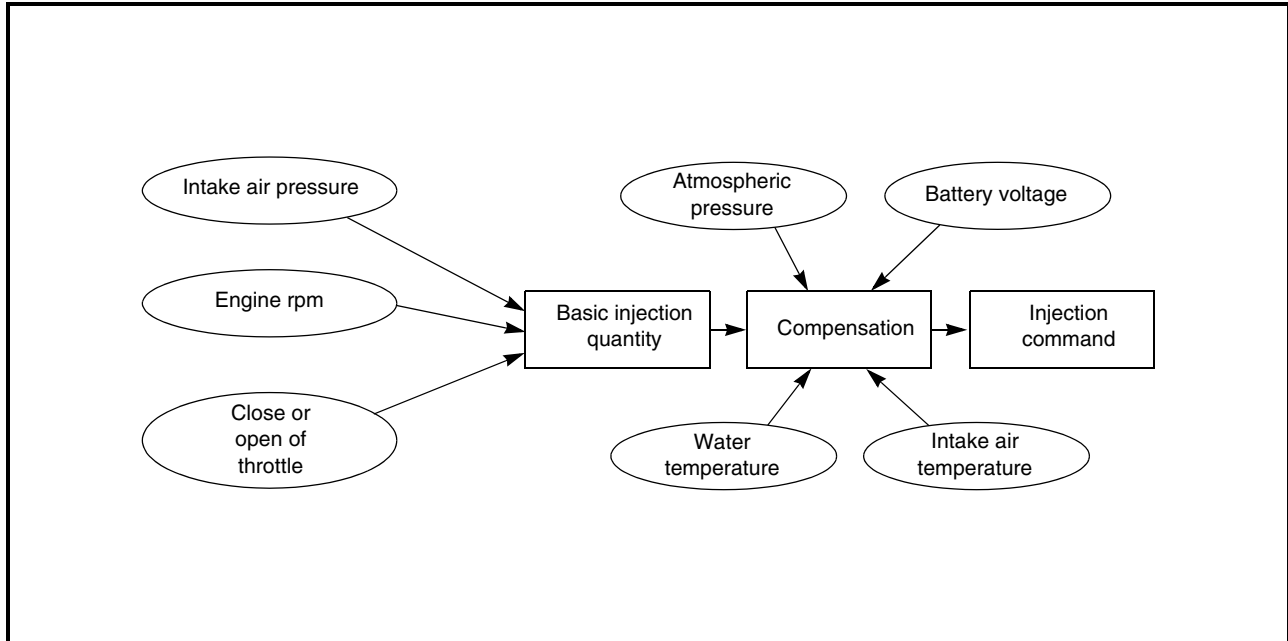 Intake air pressure
Engine rpm
Close or
open of
throttle
Basic injection
quantity
Atmospheric
pressure
Battery voltage
Compensation
Water
temperature
Intake air
temperature
Injection
command